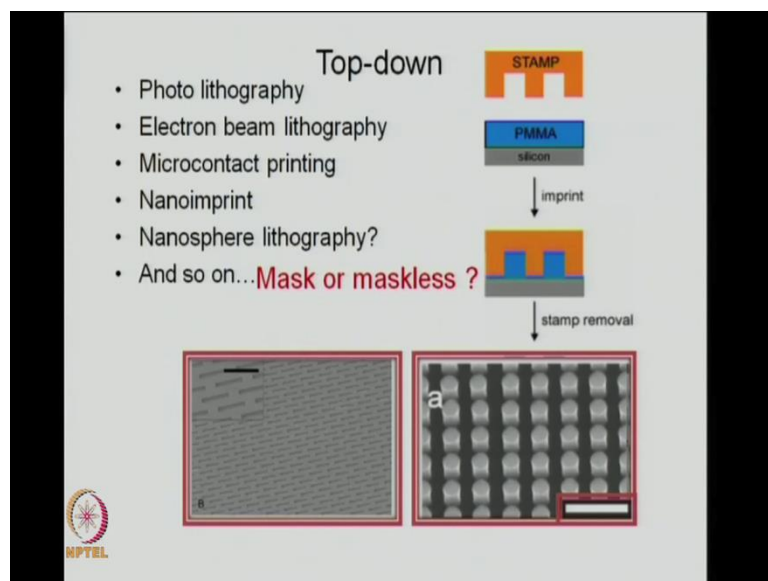 Top-down
• Photo lithography
• Electron beam lithography
• Microcontact printing
• Nanoimprint
• Nanosphere lithography?
• And so on...Mask or maskless ?
STAMP
PMMA
silicon
imprint
stamp removal
B
a
NPTEL